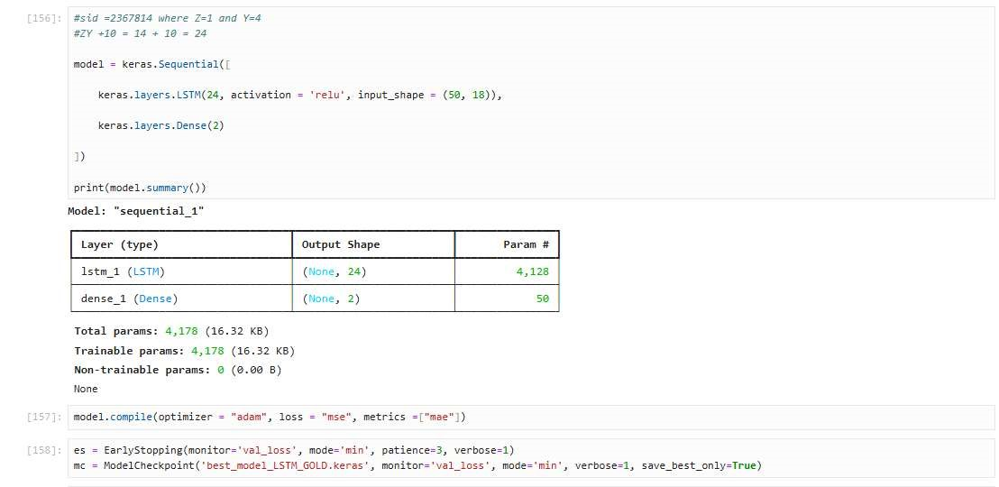 [156]: #sid =2367814 where Z=1 and Y=4
#ZY +10 = 14 + 10 = 24
model = keras.Sequential([
keras.layers.LSTM(24, activation = 'relu', input_shape = (50, 18)),
keras.layers.Dense(2)
])
print(model.summary())
Model: "sequential_1"
Layer (type) Output Shape Param #
lstm_1 (LSTM) (None, 24) 4,128
dense_1 (Dense) (None, 2) 50
Total params: 4,178 (16.32 KB)
Trainable params: 4,178 (16.32 KB)
Non-trainable params: 0 (0.00 B)
None
[157]: model.compile(optimizer = "adam", loss = "mse", metrics =["mae"])
[158]: es = EarlyStopping(monitor='val_loss', mode='min', patience=3, verbose=1)
mc = ModelCheckpoint('best_model_LSTM_GOLD.keras', monitor='val_loss', mode='min', verbose=1, save_best_only=True)